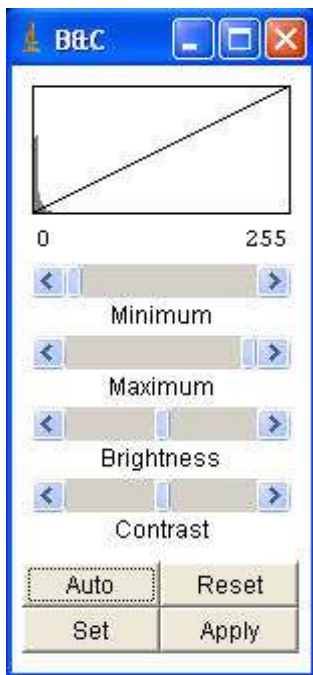 B&C
0 255
Minimum
Maximum
Brightness
Contrast
Auto Reset
Set Apply